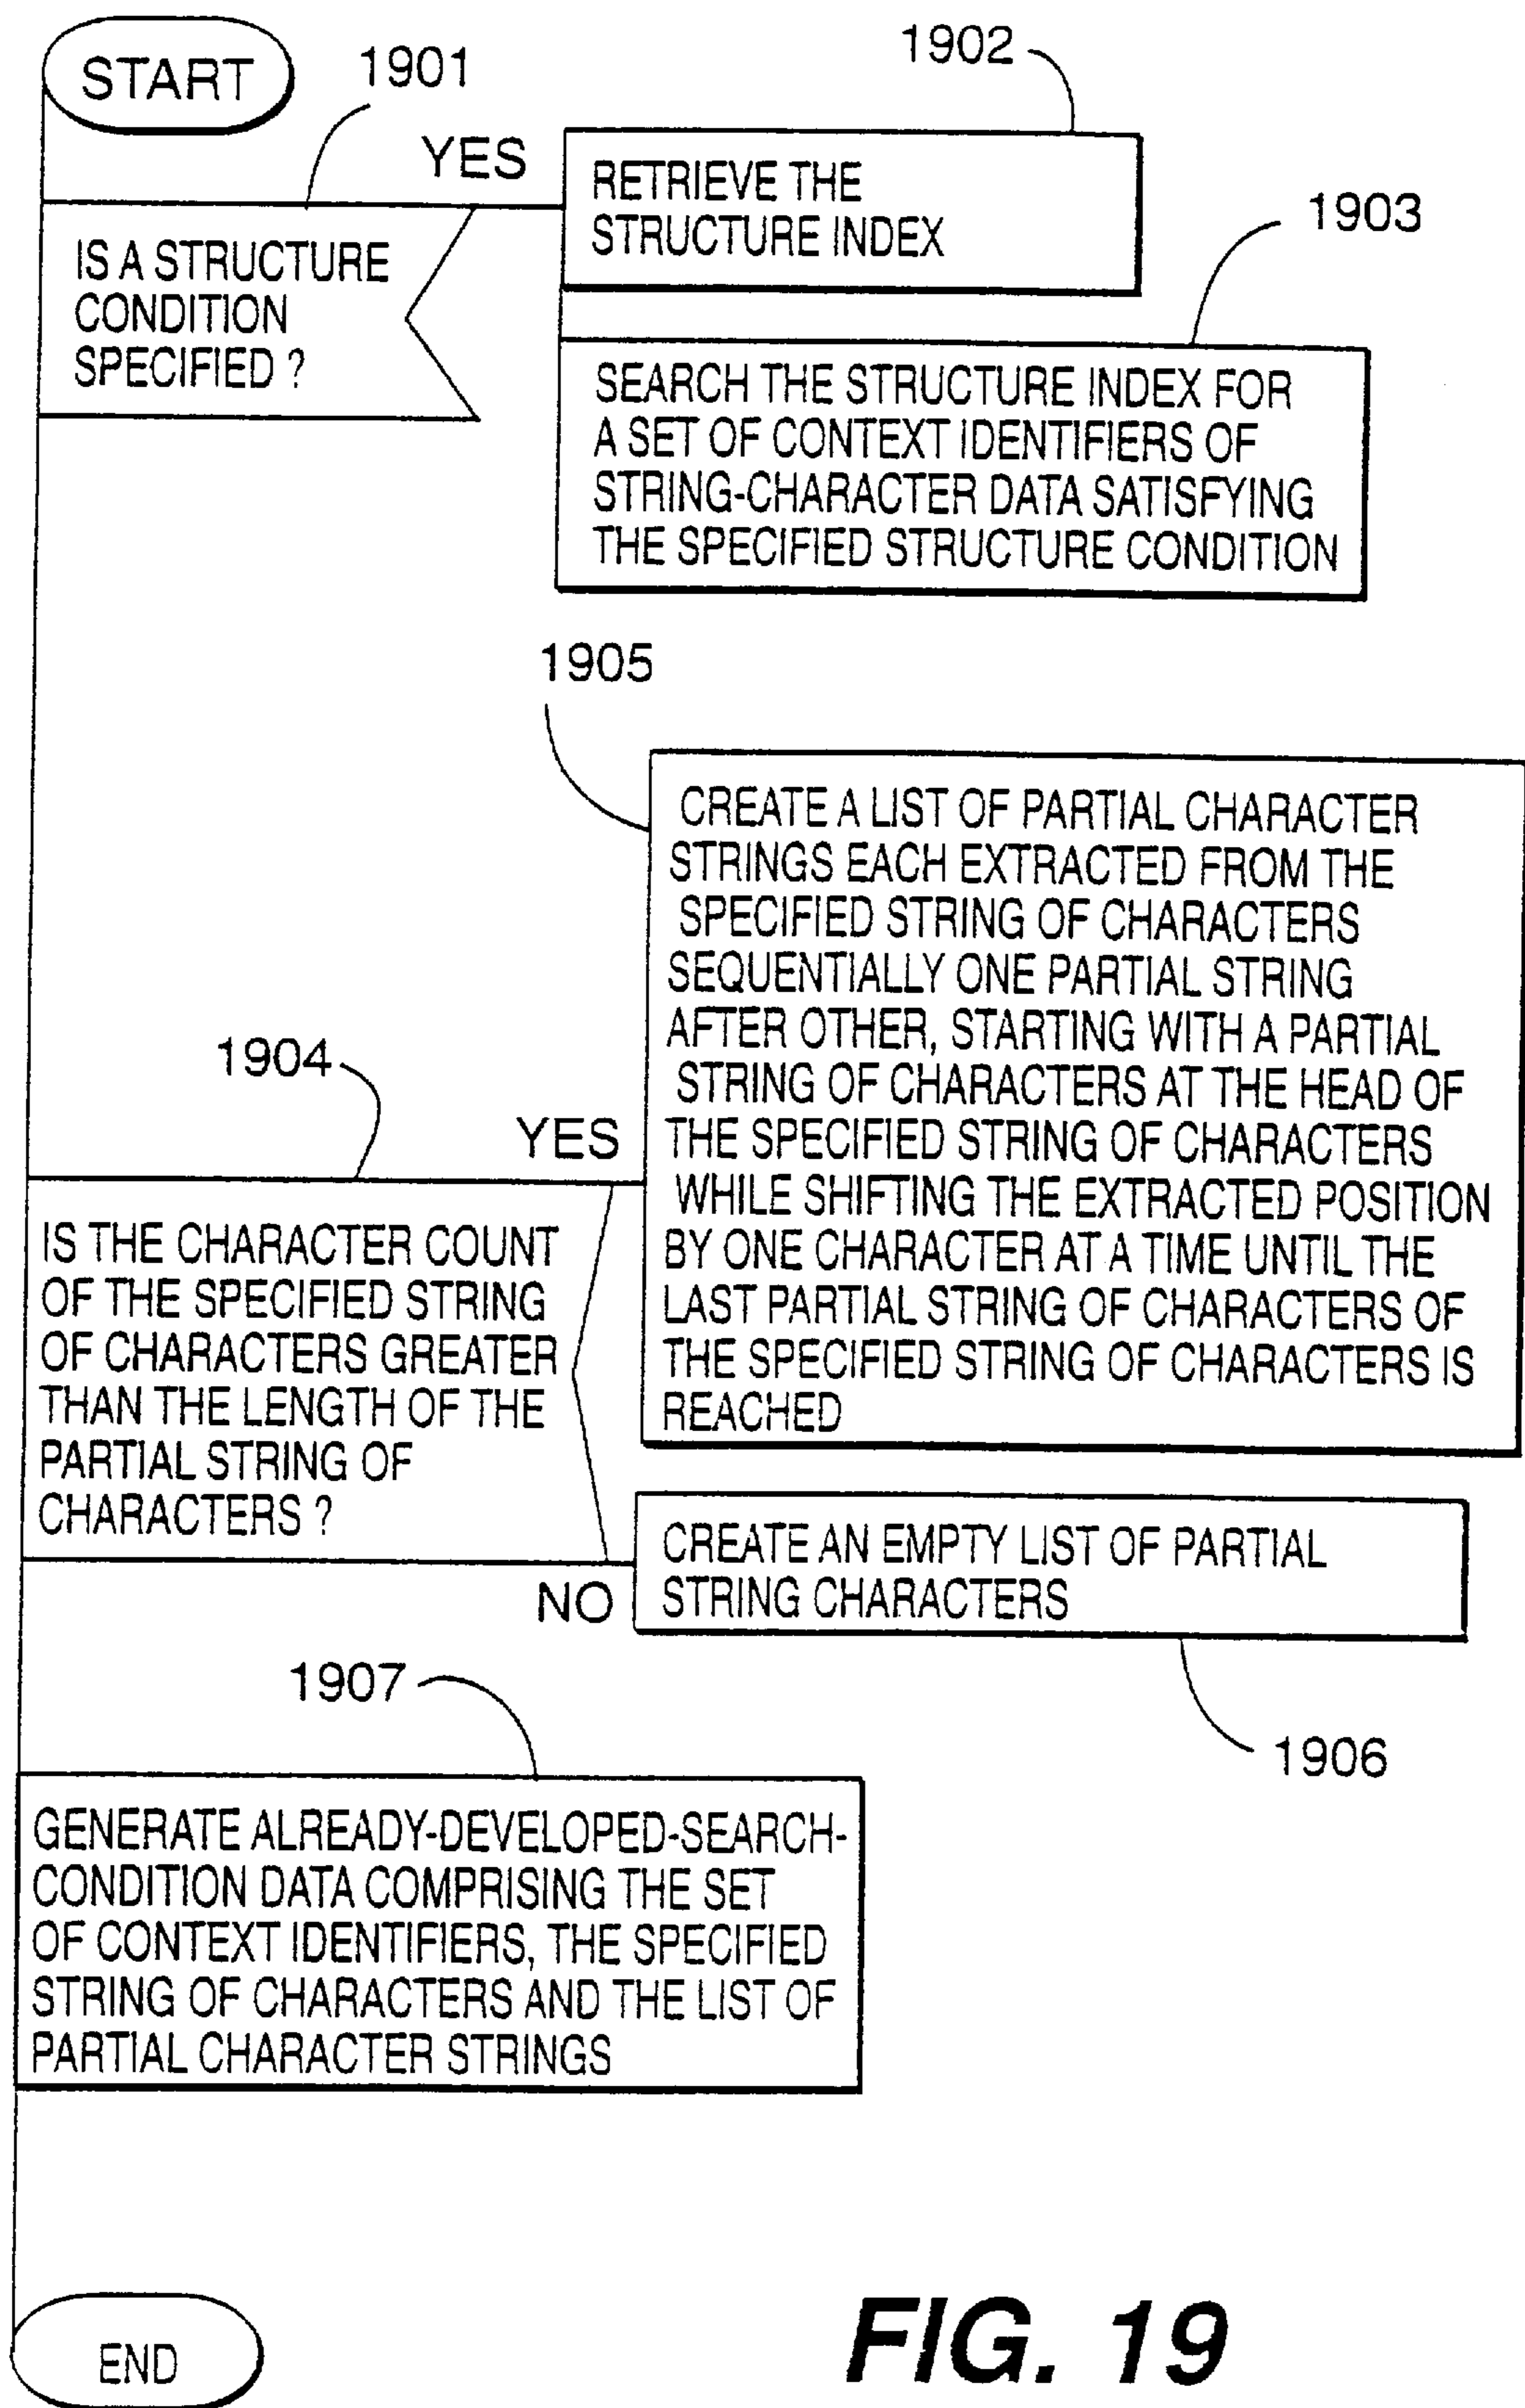 START
1901
1902
YES
RETRIEVE THE
STRUCTURE INDEX
1903
IS A STRUCTURE
CONDITION
SPECIFIED ?
SEARCH THE STRUCTURE INDEX FOR
A SET OF CONTEXT IDENTIFIERS OF
STRING-CHARACTER DATA SATISFYING
THE SPECIFIED STRUCTURE CONDITION
1905
CREATE A LIST OF PARTIAL CHARACTER
STRINGS EACH EXTRACTED FROM THE
SPECIFIED STRING OF CHARACTERS
SEQUENTIALLY ONE PARTIAL STRING
AFTER OTHER, STARTING WITH A PARTIAL
STRING OF CHARACTERS AT THE HEAD OF
THE SPECIFIED STRING OF CHARACTERS
WHILE SHIFTING THE EXTRACTED POSITION
BY ONE CHARACTER AT A TIME UNTIL THE
LAST PARTIAL STRING OF CHARACTERS OF
THE SPECIFIED STRING OF CHARACTERS IS
REACHED
1904
YES
IS THE CHARACTER COUNT
OF THE SPECIFIED STRING
OF CHARACTERS GREATER
THAN THE LENGTH OF THE
PARTIAL STRING OF
CHARACTERS ?
NO
CREATE AN EMPTY LIST OF PARTIAL
STRING CHARACTERS
1906
1907
GENERATE ALREADY-DEVELOPED-SEARCH-
CONDITION DATA COMPRISING THE SET
OF CONTEXT IDENTIFIERS, THE SPECIFIED
STRING OF CHARACTERS AND THE LIST OF
PARTIAL CHARACTER STRINGS
END
FIG. 19